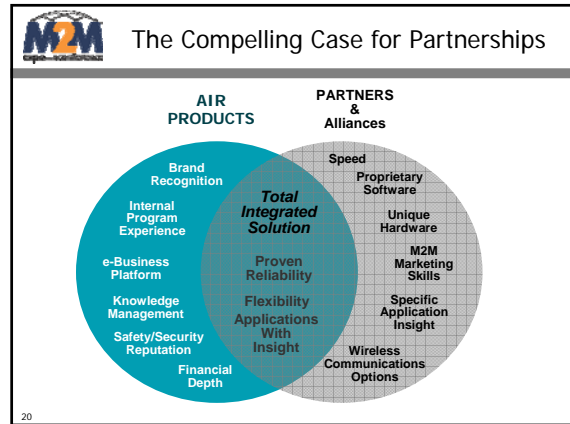 M2M
The Compelling Case for Partnerships
AIR
PRODUCTS
PARTNERS
&
Alliances
Brand
Recognition
Internal
Program
Experience
e-Business
Platform
Knowledge
Management
Safety/Security
Reputation
Financial
Depth
Total
Integrated
Solution
Proven
Reliability
Flexibility
Applications
With
Insight
Speed
Proprietary
Software
Unique
Hardware
M2M
Marketing
Skills
Specific
Application
Insight
Wireless
Communications
Options
20